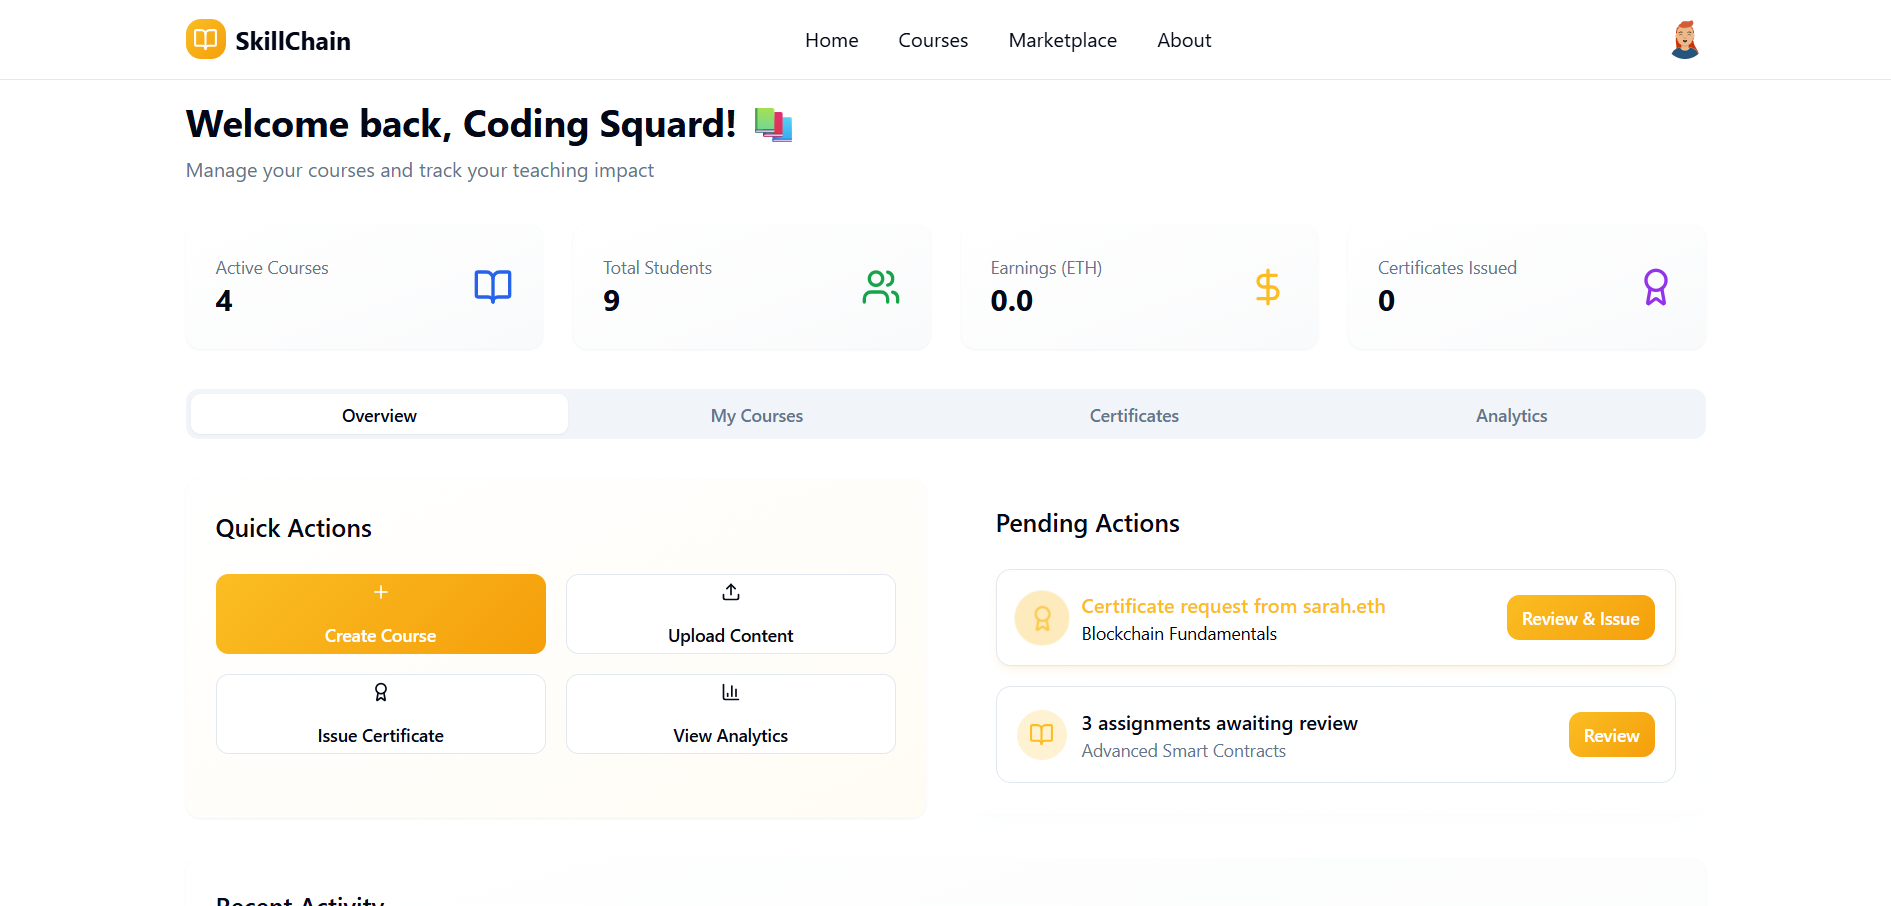 SkillChain
Home
Courses
Marketplace
About
Welcome back, Coding Squard!
Manage your courses and track your teaching impact
Active Courses
4
Total Students
9
Earnings (ETH)
0.0
Certificates Issued
0
Overview
My Courses
Certificates
Analytics
Quick Actions
Create Course
Upload Content
Issue Certificate
View Analytics
Pending Actions
Certificate request from sarah.eth
Blockchain Fundamentals
Review & Issue
3 assignments awaiting review
Advanced Smart Contracts
Review
Recent Activity